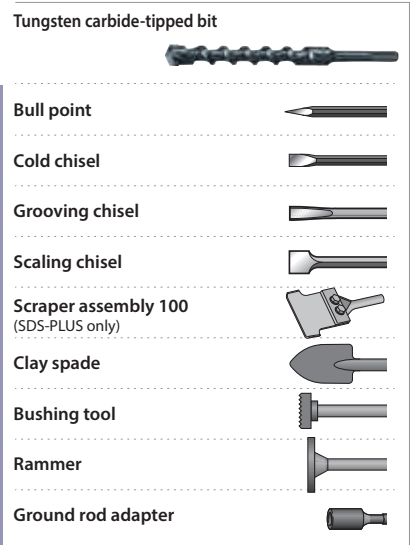 Tungsten carbide-tipped bit
Bull point
Cold chisel
Grooving chisel
Scaling chisel
Scraper assembly 100
(SDS-PLUS only)
Clay spade
Bushing tool
Rammer
Ground rod adapter